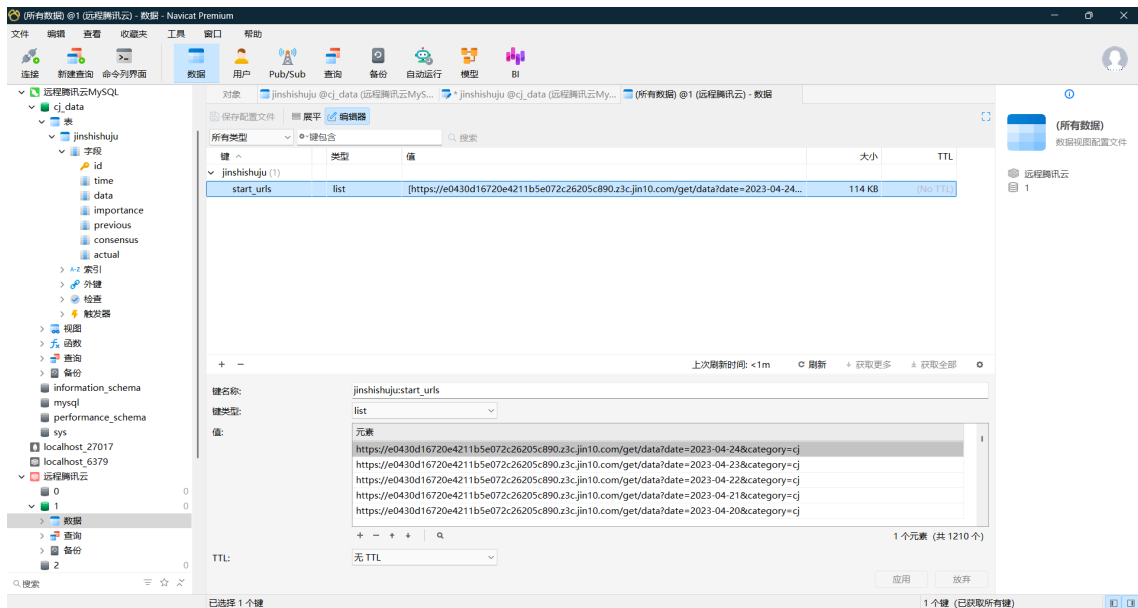 (所有数据) @1 (远程腾讯云) - 数据 - Navicat Premium
文件 编辑 查看 收藏夹 工具 窗口 帮助
连接 新建查询 命令列界面 数据 用户 Pub/Sub 查询 备份 自动运行 模型 BI
远程腾讯云MySQL
cj_data
表
jinshishuju
字段
id
time
data
importance
previous
consensus
actual
A-Z 索引
外键
检查
触发器
视图
fx 函数
查询
备份
information_schema
mysql
performance_schema
sys
localhost_27017
localhost_6379
远程腾讯云
0 0
1 0
数据
查询
备份
2 0
搜索
对象 jinshishuju @cj_data (远程腾讯云MyS... * jinshishuju @cj_data (远程腾讯云My... (所有数据) @1 (远程腾讯云) - 数据
保存配置文件 展平 编辑器
所有类型 键包含 搜索
键 类型 值 大小 TTL
jinshishuju (1)
start_urls list [https://e0430d16720e4211b5e072c26205c890.z3c.jin10.com/get/data?date=2023-04-24... 114 KB (No TTL)
+ − 上次刷新时间: <1m 刷新 获取更多 获取全部
键名称: jinshishuju:start_urls
键类型: list
值:
元素
https://e0430d16720e4211b5e072c26205c890.z3c.jin10.com/get/data?date=2023-04-24&category=cj
https://e0430d16720e4211b5e072c26205c890.z3c.jin10.com/get/data?date=2023-04-23&category=cj
https://e0430d16720e4211b5e072c26205c890.z3c.jin10.com/get/data?date=2023-04-22&category=cj
https://e0430d16720e4211b5e072c26205c890.z3c.jin10.com/get/data?date=2023-04-21&category=cj
https://e0430d16720e4211b5e072c26205c890.z3c.jin10.com/get/data?date=2023-04-20&category=cj
1 个元素 (共 1210 个)
TTL: 无 TTL
应用 放弃
已选择 1 个键 1 个键 (已获取所有键)
(所有数据)
数据视图配置文件
远程腾讯云
1